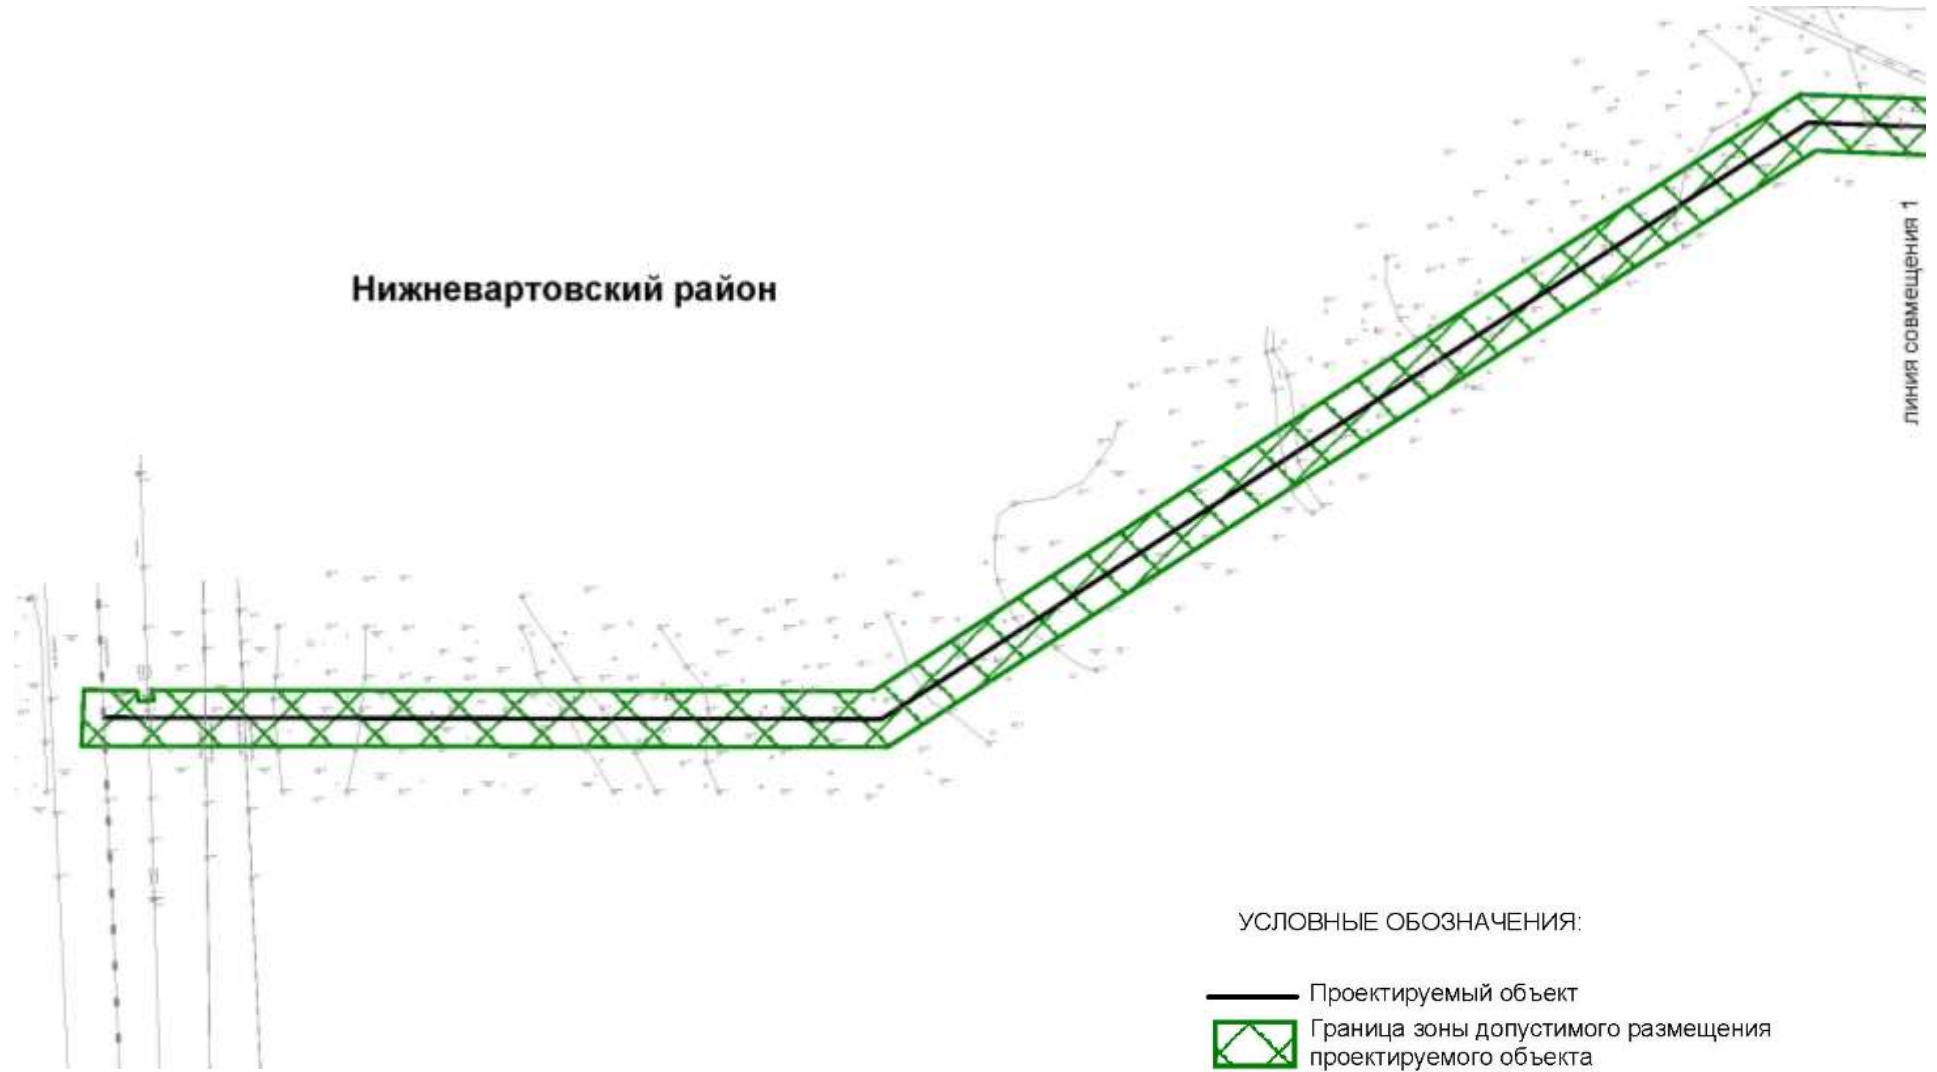 Нижневартовский район
линия совмещения 1
УСЛОВНЫЕ ОБОЗНАЧЕНИЯ:
Проектируемый объект
Граница зоны допустимого размещения
проектируемого объекта